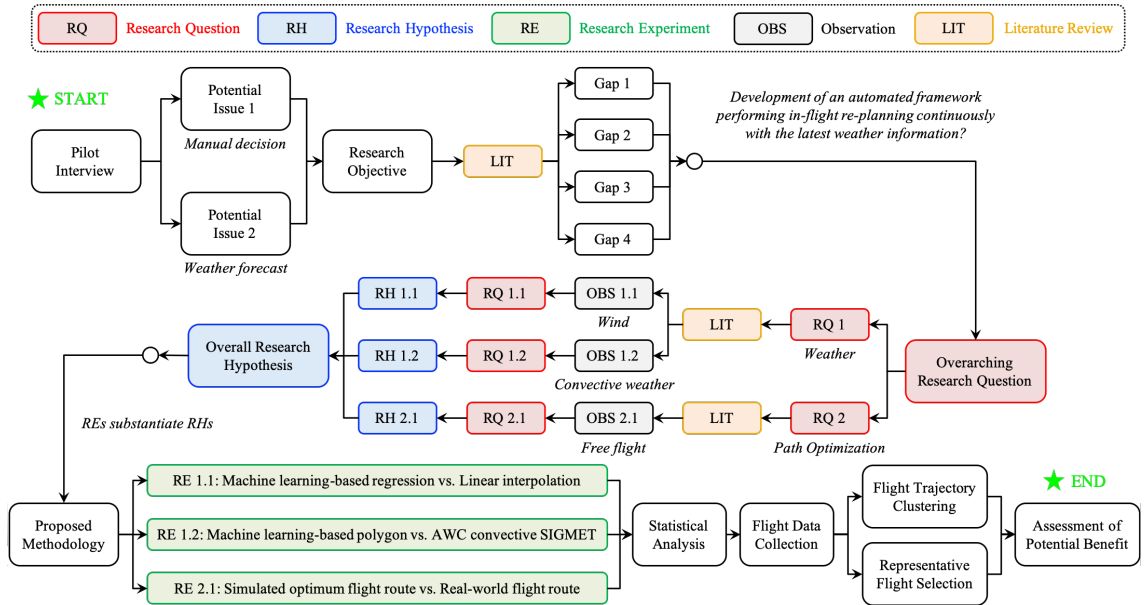 RQ
Research Question
RH
Research Hypothesis
RE
Research Experiment
OBS
Observation
LIT
Literature Review
START
Pilot
Interview
Potential
Issue 1
Manual decision
Potential
Issue 2
Weather forecast
Research
Objective
LIT
Gap 1
Gap 2
Gap 3
Gap 4
Development of an automated framework
performing in-flight re-planning continuously
with the latest weather information?
Overarching
Research Question
RQ 1
Weather
RQ 2
Path Optimization
LIT
LIT
OBS 1.1
Wind
OBS 1.2
Convective weather
OBS 2.1
Free flight
RQ 1.1
RQ 1.2
RQ 2.1
RH 1.1
RH 1.2
RH 2.1
Overall Research
Hypothesis
REs substantiate RHs
Proposed
Methodology
RE 1.1: Machine learning-based regression vs. Linear interpolation
RE 1.2: Machine learning-based polygon vs. AWC convective SIGMET
RE 2.1: Simulated optimum flight route vs. Real-world flight route
Statistical
Analysis
Flight Data
Collection
Flight Trajectory
Clustering
Representative
Flight Selection
END
Assessment of
Potential Benefit